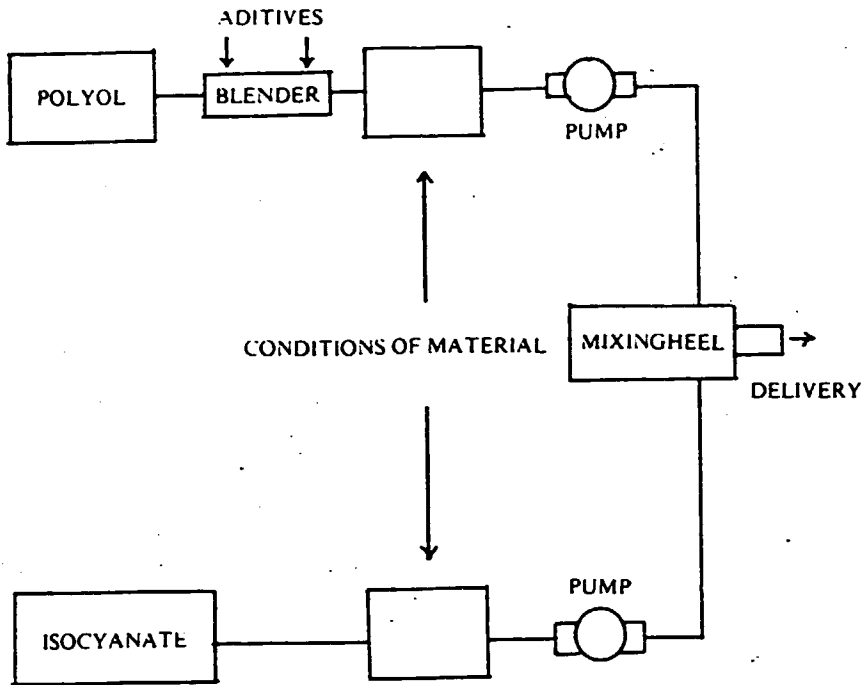 ADITIVES
POLYOL
BLENDER
PUMP
CONDITIONS OF MATERIAL
MIXINGHEEL
DELIVERY
PUMP
ISOCYANATE